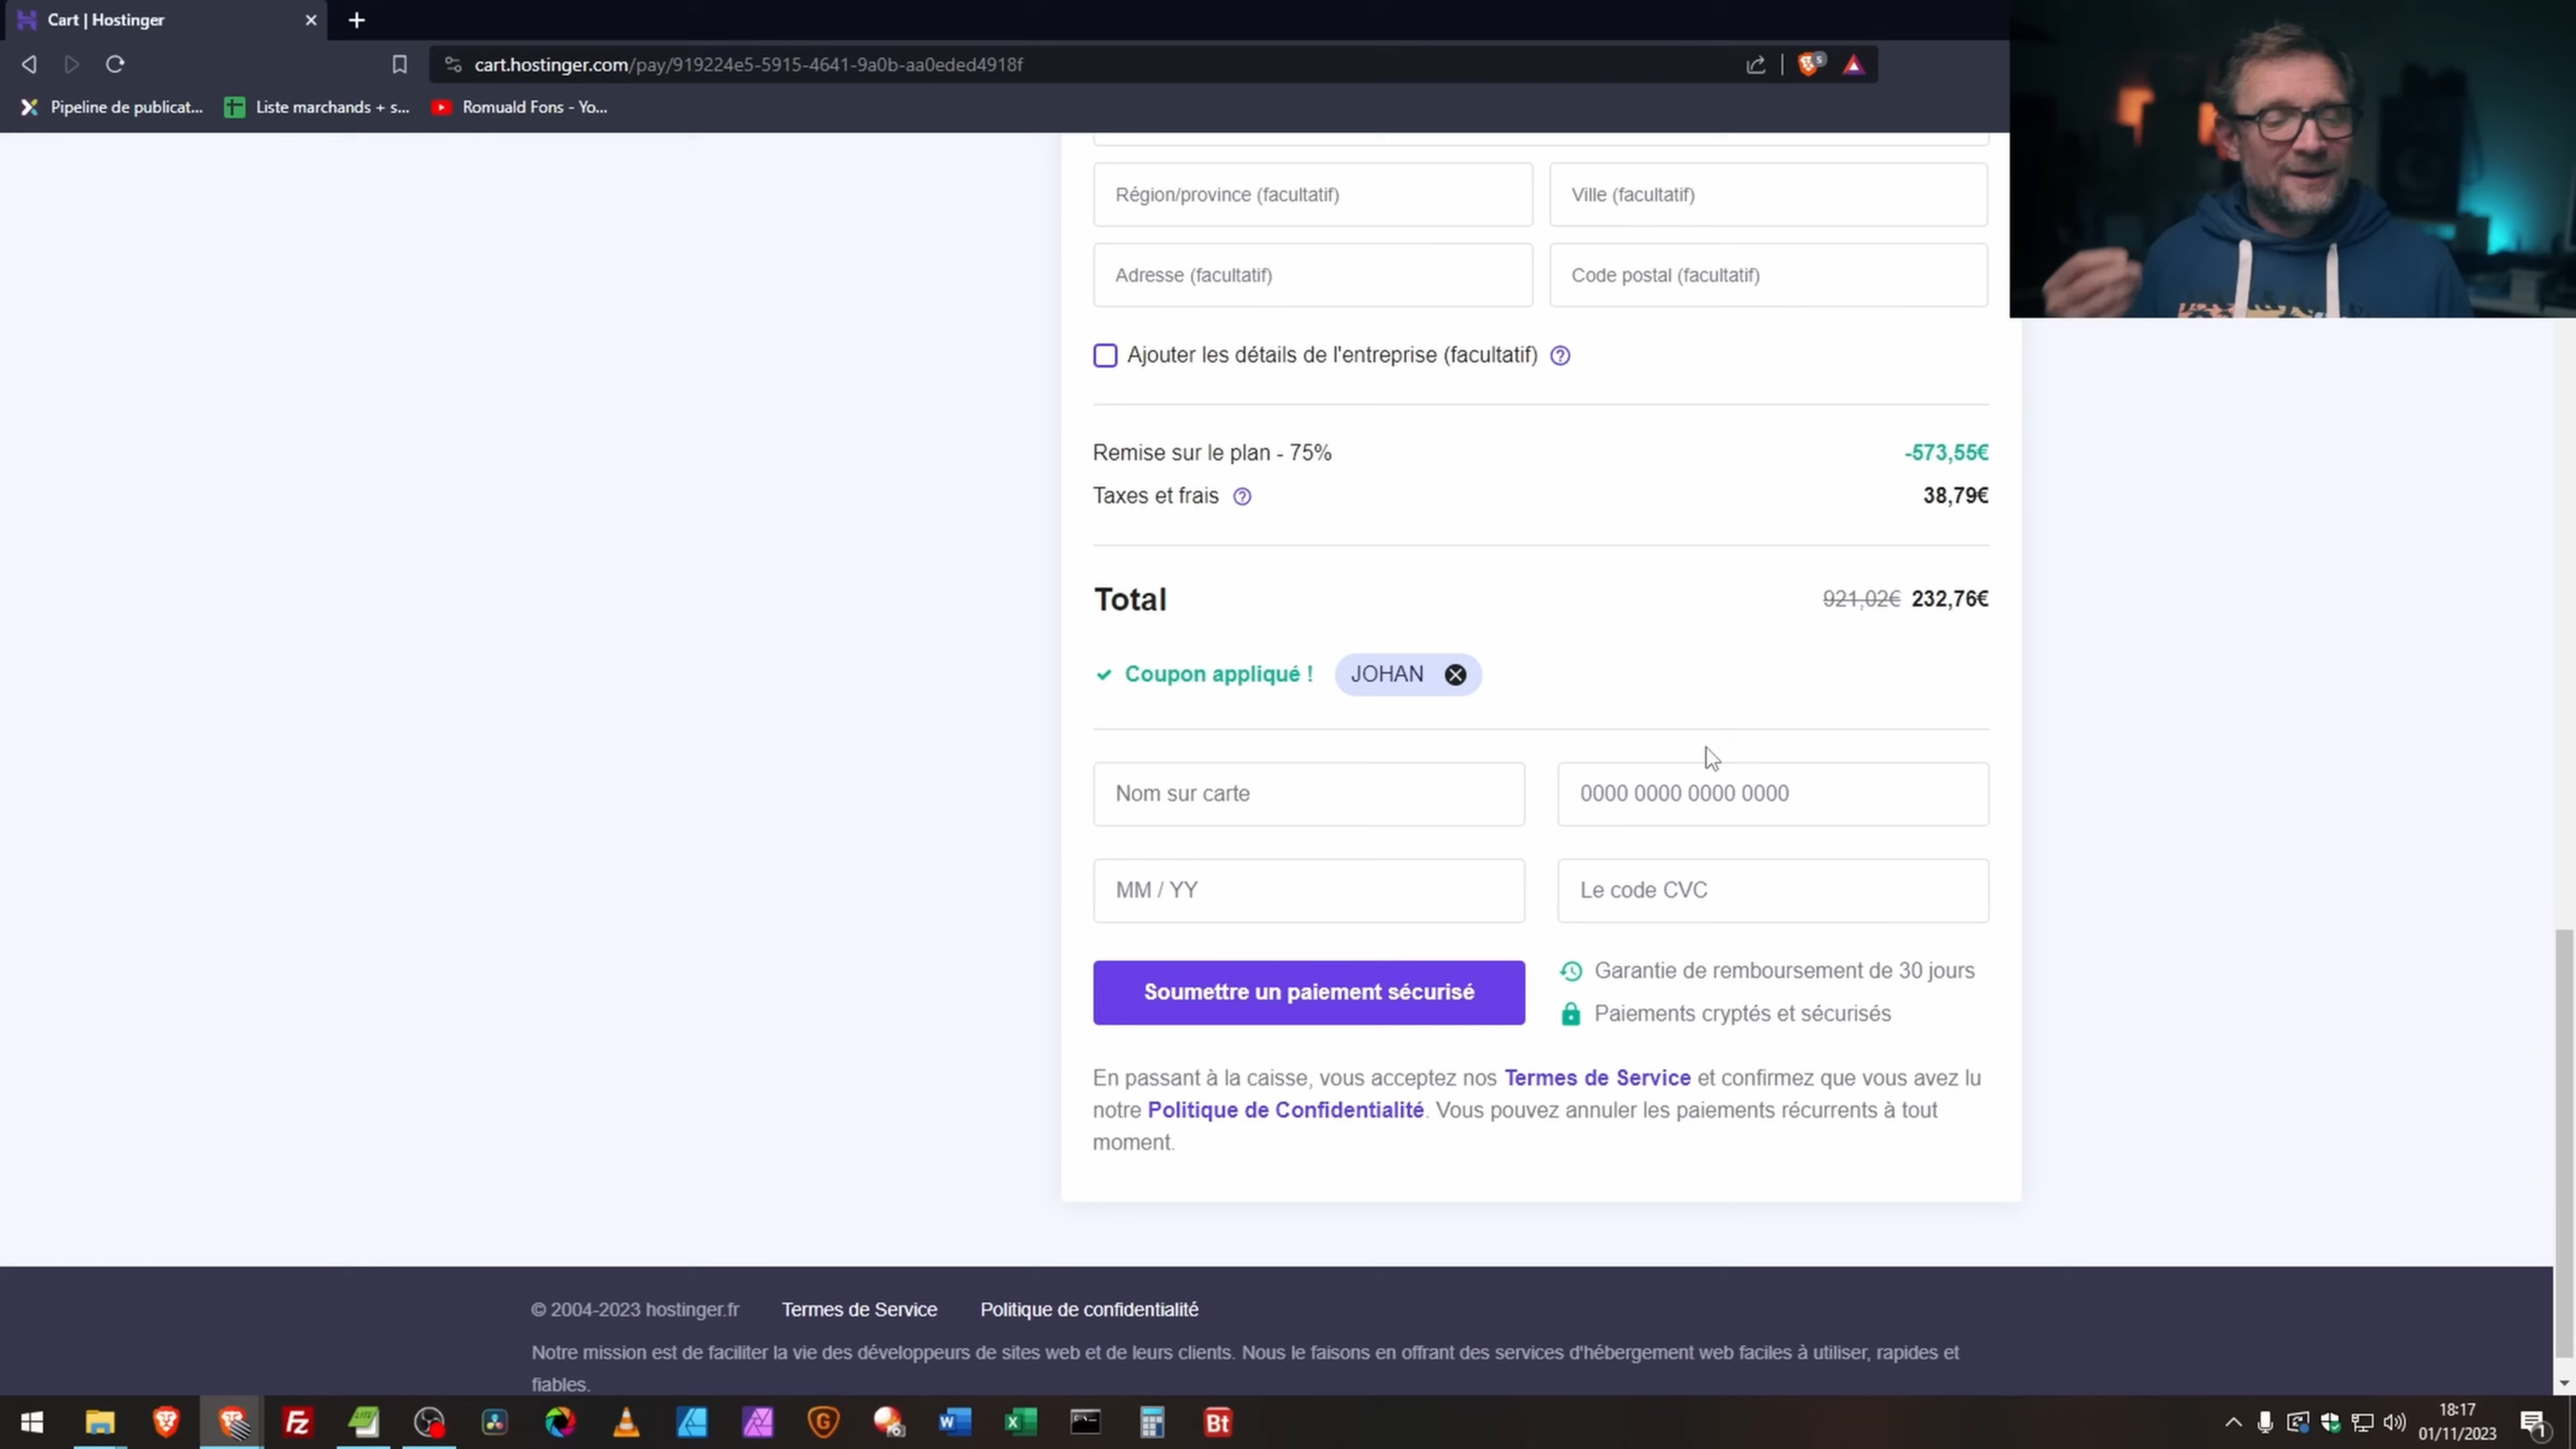 Cart | Hostinger
cart.hostinger.com/pay/919224e5-5915-4641-9a0b-aa0eded4918f
5
Pipeline de publicat...
Liste marchands + s...
Romuald Fons - Yo...
Région/province (facultatif)
Ville (facultatif)
Adresse (facultatif)
Code postal (facultatif)
Ajouter les détails de l'entreprise (facultatif)
Remise sur le plan - 75%
-573,55€
Taxes et frais
38,79€
Total
921,02€ 232,76€
Coupon appliqué !
JOHAN
Nom sur carte
0000 0000 0000 0000
MM / YY
Le code CVC
Soumettre un paiement sécurisé
Garantie de remboursement de 30 jours
Paiements cryptés et sécurisés
En passant à la caisse, vous acceptez nos Termes de Service et confirmez que vous avez lu
notre Politique de Confidentialité. Vous pouvez annuler les paiements récurrents à tout
moment.
© 2004-2023 hostinger.fr
Termes de Service
Politique de confidentialité
Notre mission est de faciliter la vie des développeurs de sites web et de leurs clients. Nous le faisons en offrant des services d'hébergement web faciles à utiliser, rapides et
fiables.
Fz
LITE
G
W
X
Bt
18:17
01/11/2023
1